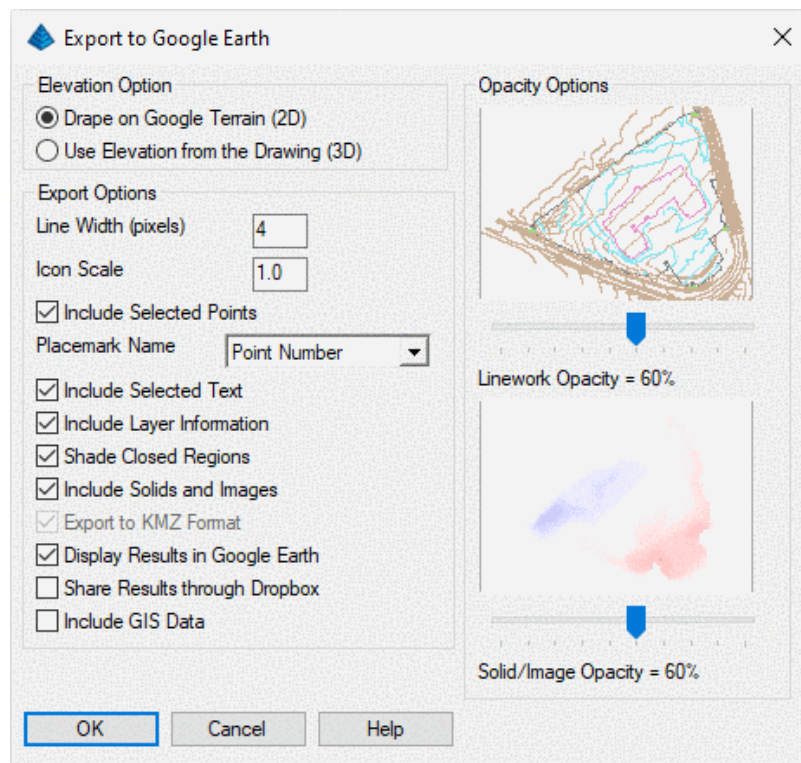 Export to Google Earth
Elevation Option
Drape on Google Terrain (2D)
Use Elevation from the Drawing (3D)
Export Options
Line Width (pixels) 4
Icon Scale 1.0
Include Selected Points
Placemark Name Point Number
Include Selected Text
Include Layer Information
Shade Closed Regions
Include Solids and Images
Export to KMZ Format
Display Results in Google Earth
Share Results through Dropbox
Include GIS Data
Opacity Options
Linework Opacity = 60%
Solid/Image Opacity = 60%
OK Cancel Help